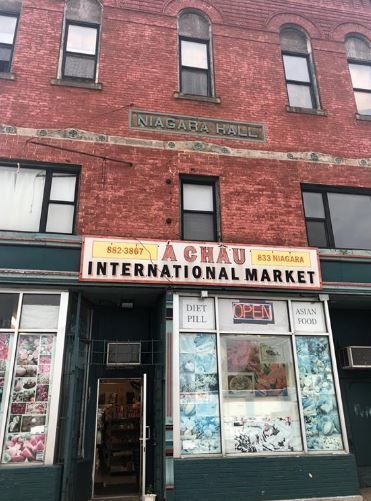 NIAGARA HALL
882-3867 Á CHÂU 833 NIAGARA
INTERNATIONAL MARKET
DIET
PILL
OPEN
ASIAN
FOOD